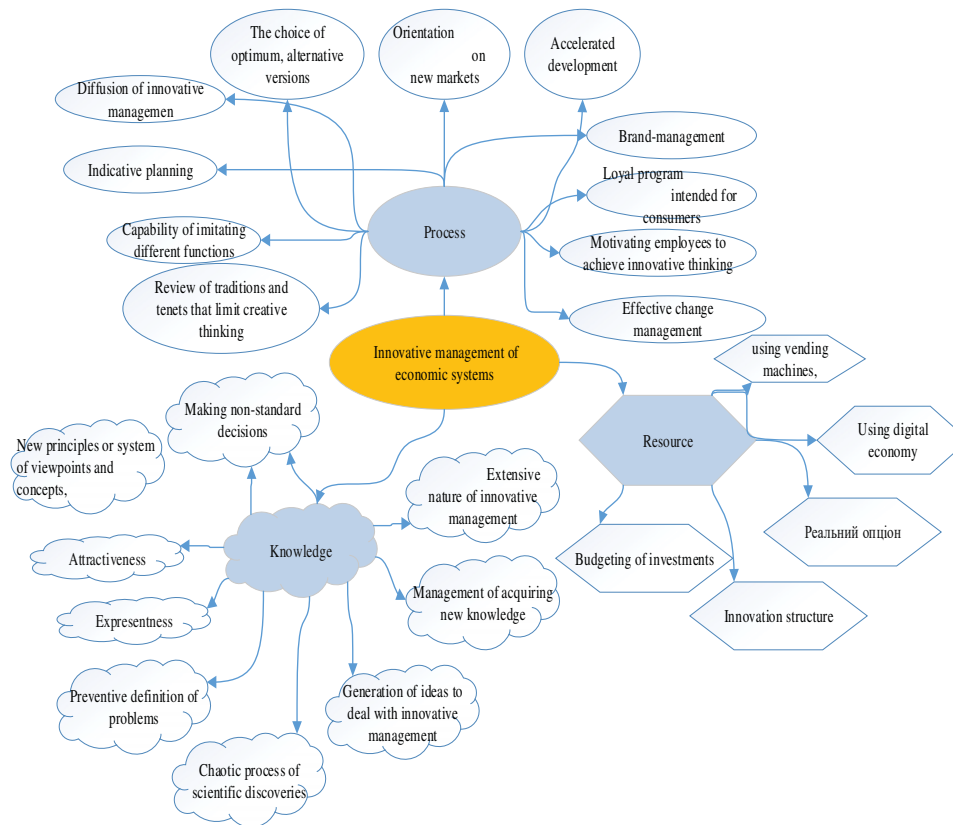 The choice of
optimum, alternative
versions
Orientation
on
new markets
Accelerated
development
Diffusion of innovative
managemen
Brand-management
Indicative planning
Loyal program
intended for
consumers
Process
Capability of imitating
different functions
Motivating employees to
achieve innovative thinking
Review of traditions and
tenets that limit creative
thinking
Effective change
management
Innovative management of
economic systems
using vending
machines,
Making non-standard
decisions
New principles or system
of viewpoints and
concepts,
Resource
Using digital
economy
Extensive
nature of innovative
management
Реальний опціон
Knowledge
Attractiveness
Budgeting of investments
Management of acquiring
new knowledge
Expresentness
Innovation structure
Preventive definition of
problems
Generation of ideas to
deal with innovative
management
Chaotic process of
scientific discoveries